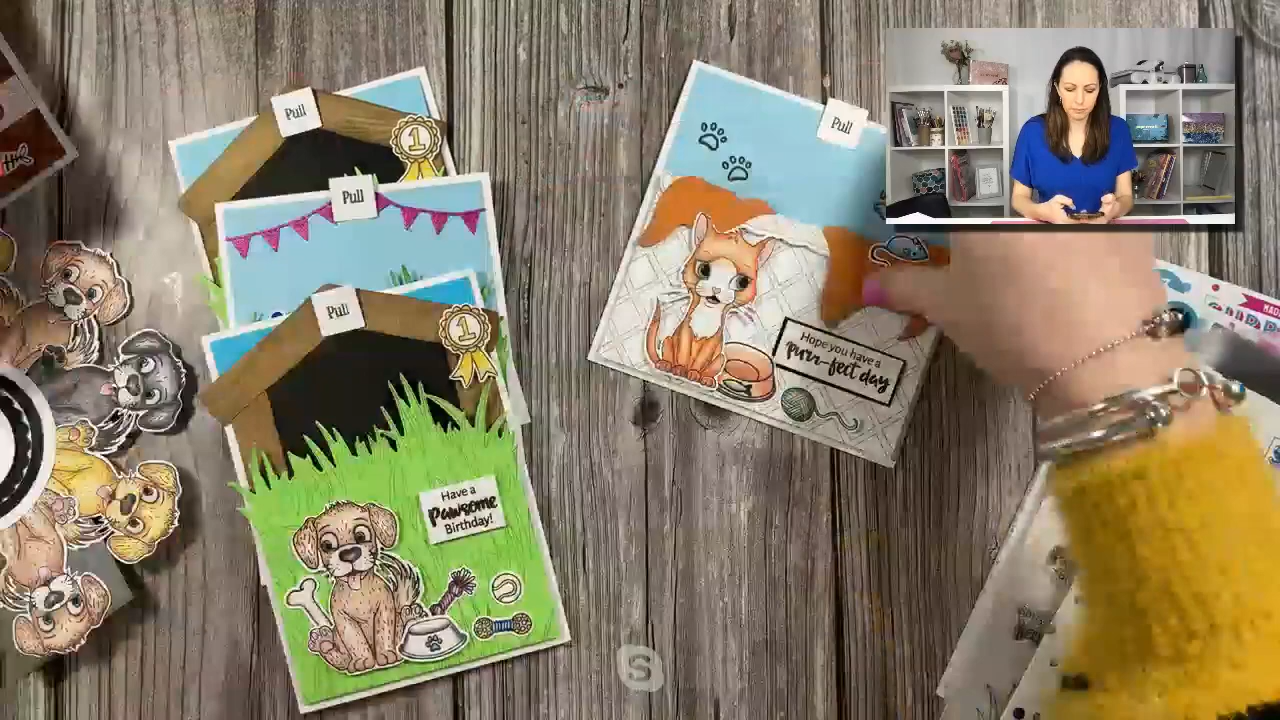 Pull
1
Pull
Pull
1
Have a
Pawsome
Birthday!
Pull
Hope you have a
purr-fect day
S